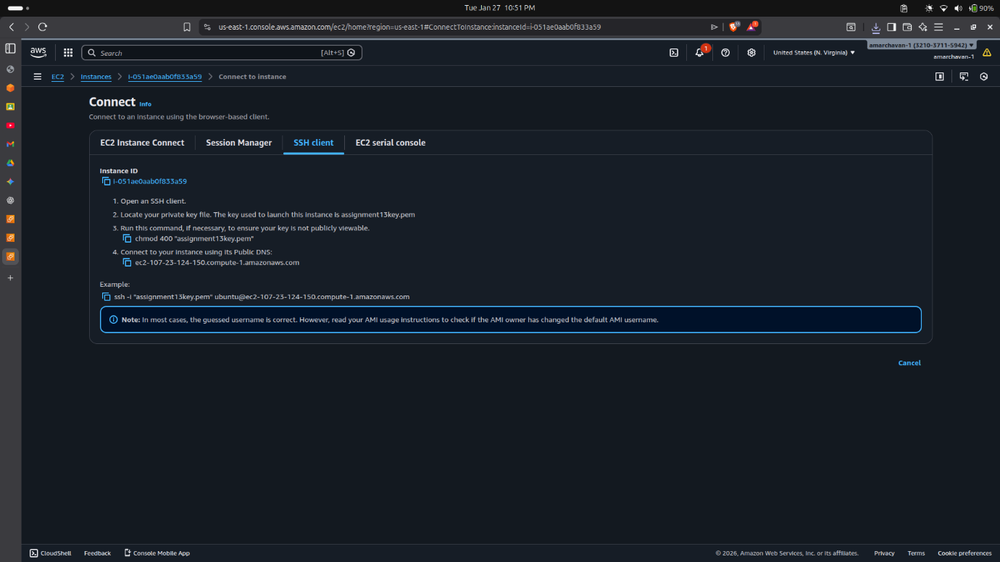 Tue Jan 27 10:51 PM
90%
us-east-1.console.aws.amazon.com/ec2/home?region=us-east-1#ConnectToInstance:instanceId=i-051ae0aab0f833a59
aws
Search
[Alt+S]
1
United States (N. Virginia) ▼
amarchavan-1 (3210-3711-5942) ▼
amarchavan-1
EC2
Instances
i-051ae0aab0f833a59
Connect to instance
Connect Info
Connect to an instance using the browser-based client.
EC2 Instance Connect
Session Manager
SSH client
EC2 serial console
Instance ID
i-051ae0aab0f833a59
1. Open an SSH client.
2. Locate your private key file. The key used to launch this instance is assignment13key.pem
3. Run this command, if necessary, to ensure your key is not publicly viewable.
chmod 400 "assignment13key.pem"
4. Connect to your instance using its Public DNS:
ec2-107-23-124-150.compute-1.amazonaws.com
Example:
ssh -i "assignment13key.pem" ubuntu@ec2-107-23-124-150.compute-1.amazonaws.com
Note: In most cases, the guessed username is correct. However, read your AMI usage instructions to check if the AMI owner has changed the default AMI username.
Cancel
CloudShell
Feedback
Console Mobile App
© 2026, Amazon Web Services, Inc. or its affiliates.
Privacy
Terms
Cookie preferences